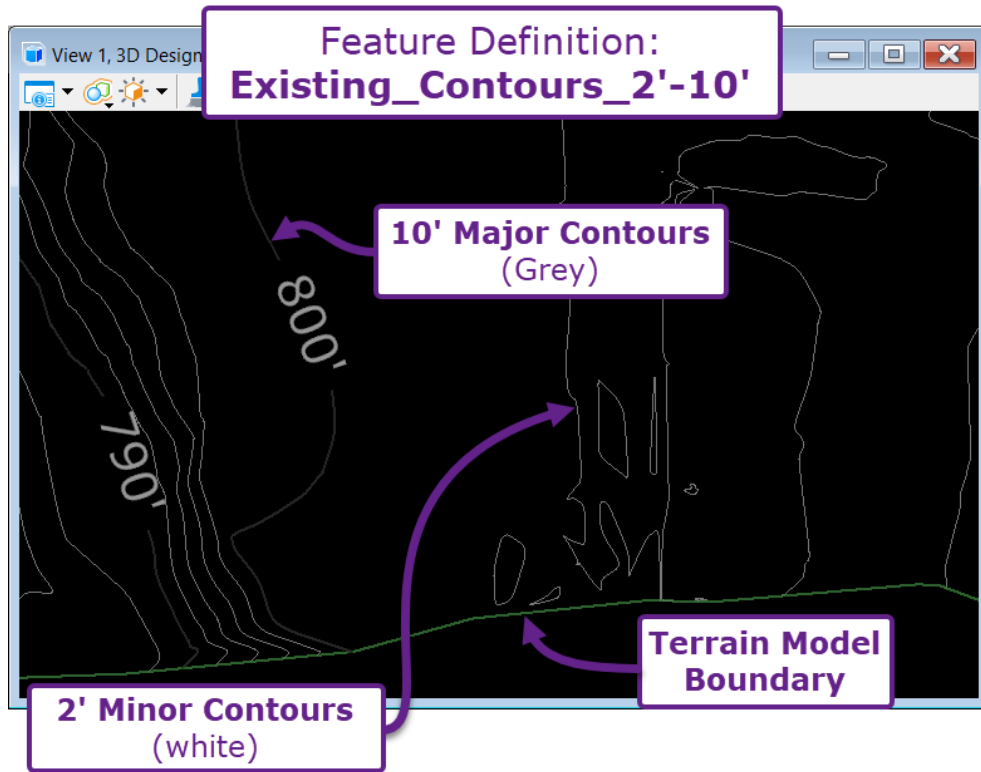 View 1, 3D Design
Feature Definition:
Existing_Contours_2'-10'
10' Major Contours
(Grey)
800'
790'
Terrain Model
Boundary
2' Minor Contours
(white)